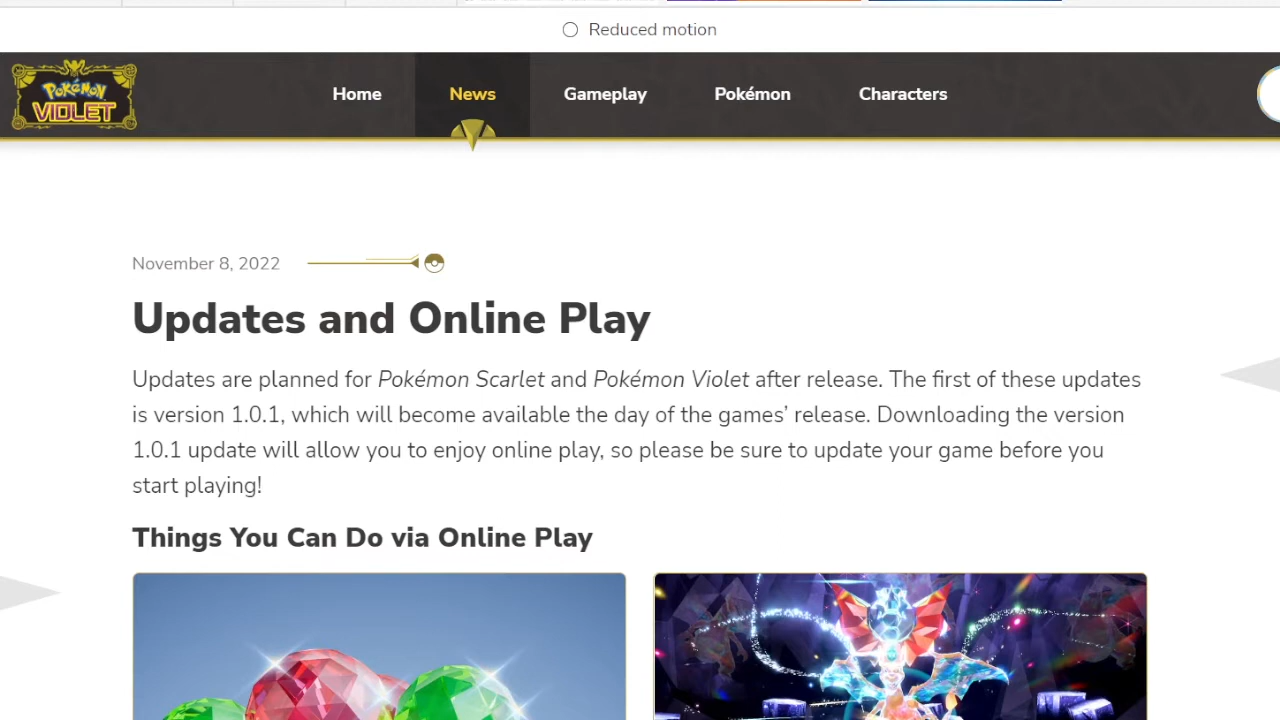 Reduced motion
POKéMON
VIOLET
Home News Gameplay Pokémon Characters
November 8, 2022
Updates and Online Play
Updates are planned for Pokémon Scarlet and Pokémon Violet after release. The first of these updates
is version 1.0.1, which will become available the day of the games’ release. Downloading the version
1.0.1 update will allow you to enjoy online play, so please be sure to update your game before you
start playing!
Things You Can Do via Online Play